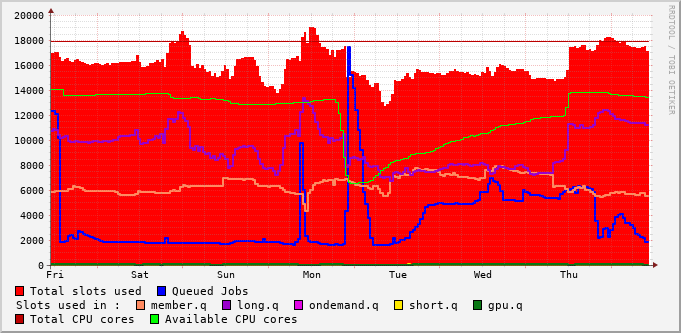 20000
18000
16000
14000
12000
10000
8000
6000
4000
2000
0
Fri Sat Sun Mon Tue Wed Thu
RRDTOOL / TOBI OETIKER
Total slots used Queued Jobs
Slots used in : member.q long.q ondemand.q short.q gpu.q
Total CPU cores Available CPU cores